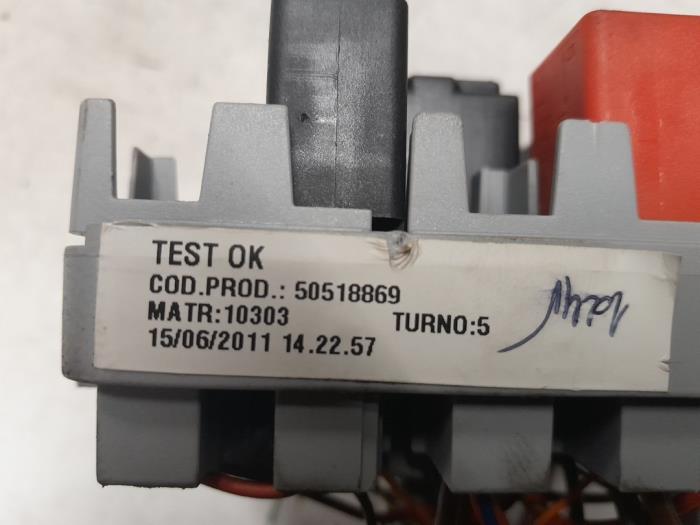 TEST OK
COD.PROD.: 50518869
MATR:10303 TURNO:5
15/06/2011 14.22.57